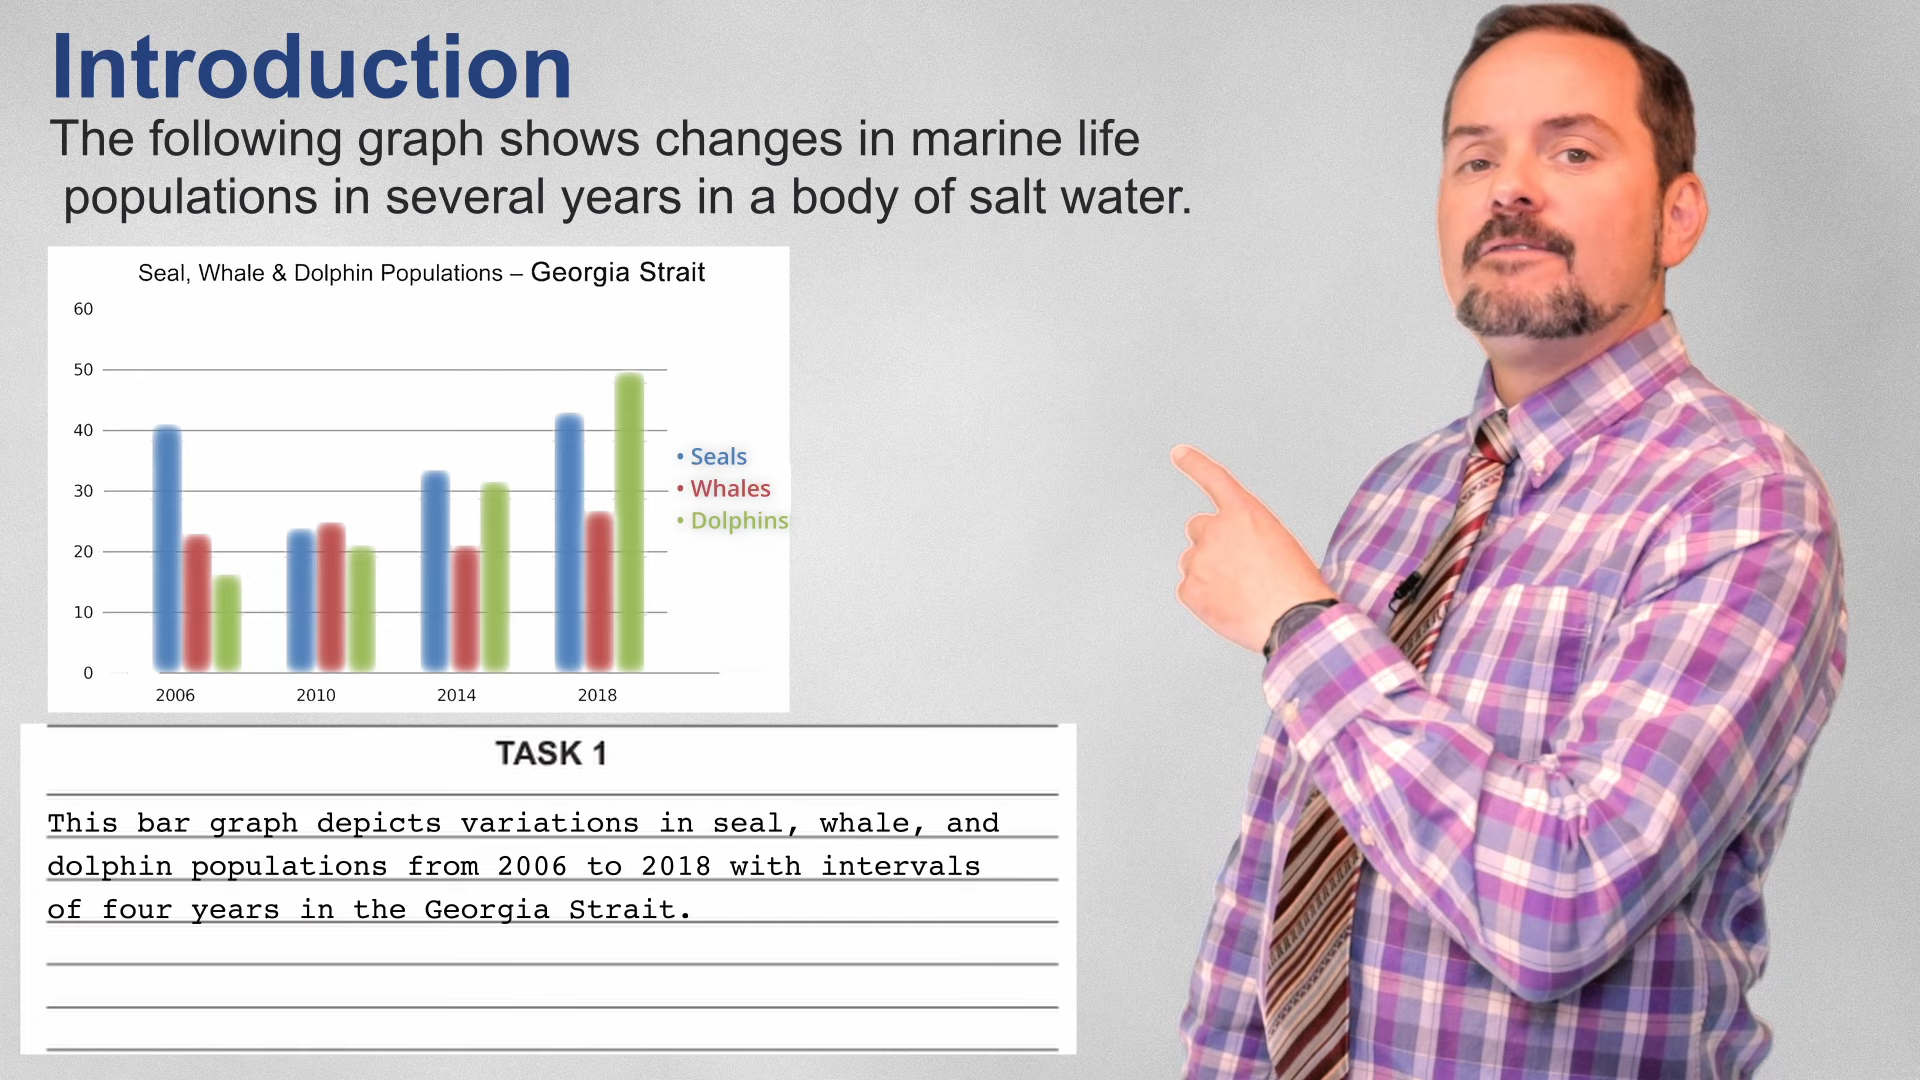 Introduction
The following graph shows changes in marine life
populations in several years in a body of salt water.
Seal, Whale & Dolphin Populations – Georgia Strait
60
50
40
30
20
10
0
2006 2010 2014 2018
• Seals
• Whales
• Dolphins
TASK 1
This bar graph depicts variations in seal, whale, and
dolphin populations from 2006 to 2018 with intervals
of four years in the Georgia Strait.